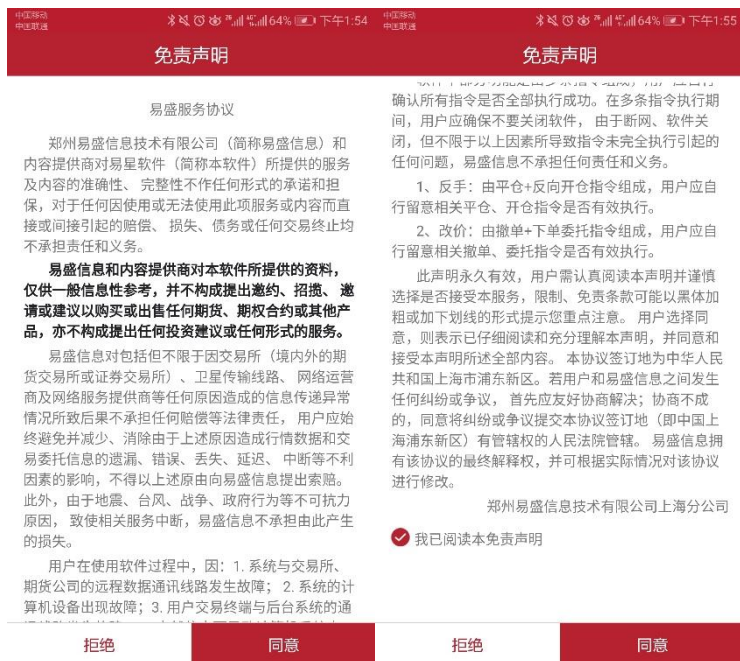 中国移动
中国联通
64%
下午1:54
免责声明
易盛服务协议
郑州易盛信息技术有限公司（简称易盛信息）和
内容提供商对易星软件（简称本软件）所提供的服务
及内容的准确性、 完整性不作任何形式的承诺和担
保，对于任何因使用或无法使用此项服务或内容而直
接或间接引起的赔偿、 损失、债务或任何交易终止均
不承担责任和义务。
易盛信息和内容提供商对本软件所提供的资料，
仅供一般信息性参考，并不构成提出邀约、招揽、 邀
请或建议以购买或出售任何期货、期权合约或其他产
品，亦不构成提出任何投资建议或任何形式的服务。
易盛信息对包括但不限于因交易所（境内外的期
货交易所或证券交易所）、卫星传输线路、 网络运营
商及网络服务提供商等任何原因造成的信息传递异常
情况所致后果不承担任何赔偿等法律责任， 用户应始
终避免并减少、消除由于上述原因造成行情数据和交
易委托信息的遗漏、错误、丢失、延迟、 中断等不利
因素的影响，不得以上述原由向易盛信息提出索赔。
此外，由于地震、台风、战争、政府行为等不可抗力
原因， 致使相关服务中断，易盛信息不承担由此产生
的损失。
用户在使用软件过程中，因：1. 系统与交易所、
期货公司的远程数据通讯线路发生故障； 2. 系统的计
算机设备出现故障；3. 用户交易终端与后台系统的通
拒绝
同意
中国移动
中国联通
64%
下午1:55
免责声明
确认所有指令是否全部执行成功。在多条指令执行期
间，用户应确保不要关闭软件， 由于断网、软件关
闭，但不限于以上因素所导致指令未完全执行引起的
任何问题，易盛信息不承担任何责任和义务。
1、反手：由平仓+反向开仓指令组成，用户应自
行留意相关平仓、开仓指令是否有效执行。
2、改价：由撤单+下单委托指令组成，用户应自
行留意相关撤单、委托指令是否有效执行。
此声明永久有效，用户需认真阅读本声明并谨慎
选择是否接受本服务，限制、免责条款可能以黑体加
粗或加下划线的形式提示您重点注意。 用户选择同
意，则表示已仔细阅读和充分理解本声明，并同意和
接受本声明所述全部内容。 本协议签订地为中华人民
共和国上海市浦东新区。若用户和易盛信息之间发生
任何纠纷或争议， 首先应友好协商解决；协商不成
的，同意将纠纷或争议提交本协议签订地（即中国上
海浦东新区）有管辖权的人民法院管辖。 易盛信息拥
有该协议的最终解释权，并可根据实际情况对该协议
进行修改。
郑州易盛信息技术有限公司上海分公司
我已阅读本免责声明
拒绝
同意